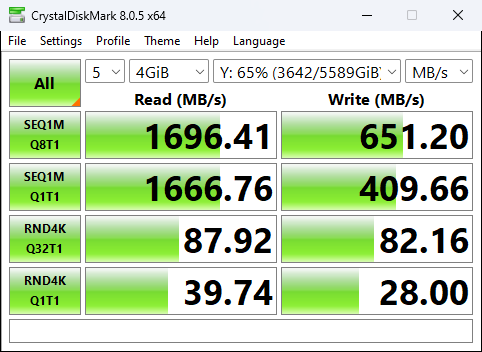 CrystalDiskMark 8.0.5 x64
File Settings Profile Theme Help Language
All 5 4GiB Y: 65% (3642/5589GiB) MB/s
Read (MB/s) Write (MB/s)
SEQ1M
Q8T1 1696.41 651.20
SEQ1M
Q1T1 1666.76 409.66
RND4K
Q32T1 87.92 82.16
RND4K
Q1T1 39.74 28.00